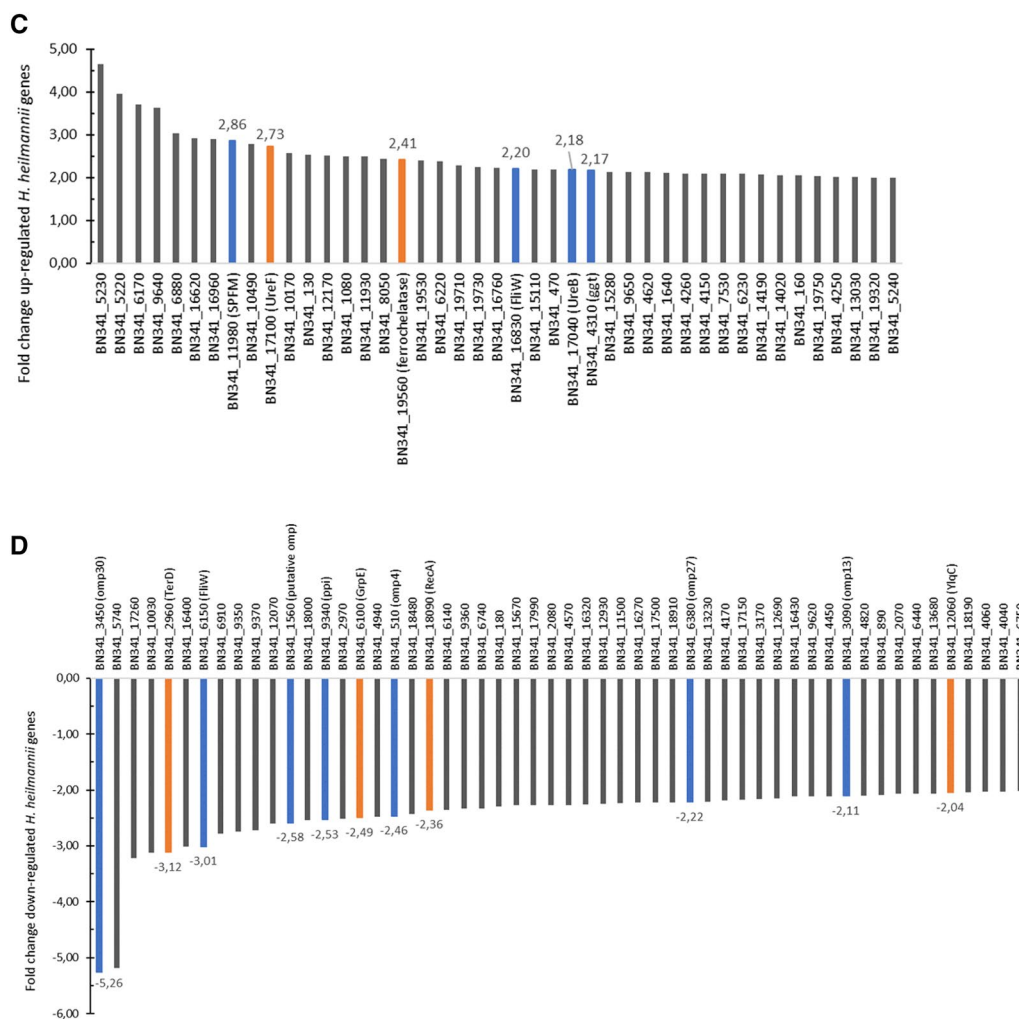 C
Fold change up-regulated H. heilmannii genes
5,00
4,00
3,00
2,00
1,00
0,00
2,86
2,73
2,41
2,20
2,18
2,17
BN341_5230
BN341_5220
BN341_6170
BN341_9640
BN341_6880
BN341_16620
BN341_16960
BN341_11980 (SPFM)
BN341_10490
BN341_17100 (UreF)
BN341_10170
BN341_130
BN341_12170
BN341_1080
BN341_11930
BN341_8050
BN341_19560 (ferrochelatase)
BN341_19530
BN341_6220
BN341_19710
BN341_19730
BN341_16760
BN341_16830 (FliW)
BN341_15110
BN341_470
BN341_17040 (UreB)
BN341_4310 (ggt)
BN341_15280
BN341_9650
BN341_4620
BN341_1640
BN341_4260
BN341_4150
BN341_7530
BN341_6230
BN341_14190
BN341_14020
BN341_160
BN341_19750
BN341_4250
BN341_13030
BN341_19320
BN341_5240
D
Fold change down-regulated H. heilmannii genes
BN341_3450 (omp30)
BN341_5740
BN341_17260
BN341_10030
BN341_2960 (TerD)
BN341_16400
BN341_6150 (FliW)
BN341_6910
BN341_9350
BN341_9370
BN341_12070
BN341_15660 (putative omp)
BN341_18000
BN341_9340 (ppi)
BN341_2970
BN341_6100 (GrpE)
BN341_4940
BN341_510 (omp4)
BN341_18480
BN341_18090 (RecA)
BN341_6140
BN341_9360
BN341_6740
BN341_180
BN341_15670
BN341_17990
BN341_2080
BN341_4570
BN341_16320
BN341_12930
BN341_11500
BN341_16270
BN341_17500
BN341_18910
BN341_6380 (omp27)
BN341_13230
BN341_4170
BN341_17150
BN341_3170
BN341_12690
BN341_16430
BN341_9620
BN341_4450
BN341_3090 (omp13)
BN341_4820
BN341_890
BN341_2070
BN341_6440
BN341_13680
BN341_12060 (YlqC)
BN341_18190
BN341_4060
BN341_4040
0,00
-1,00
-2,00
-3,00
-4,00
-5,00
-6,00
-5,26
-3,12
-3,01
-2,58
-2,53
-2,49
-2,46
-2,36
-2,22
-2,11
-2,04